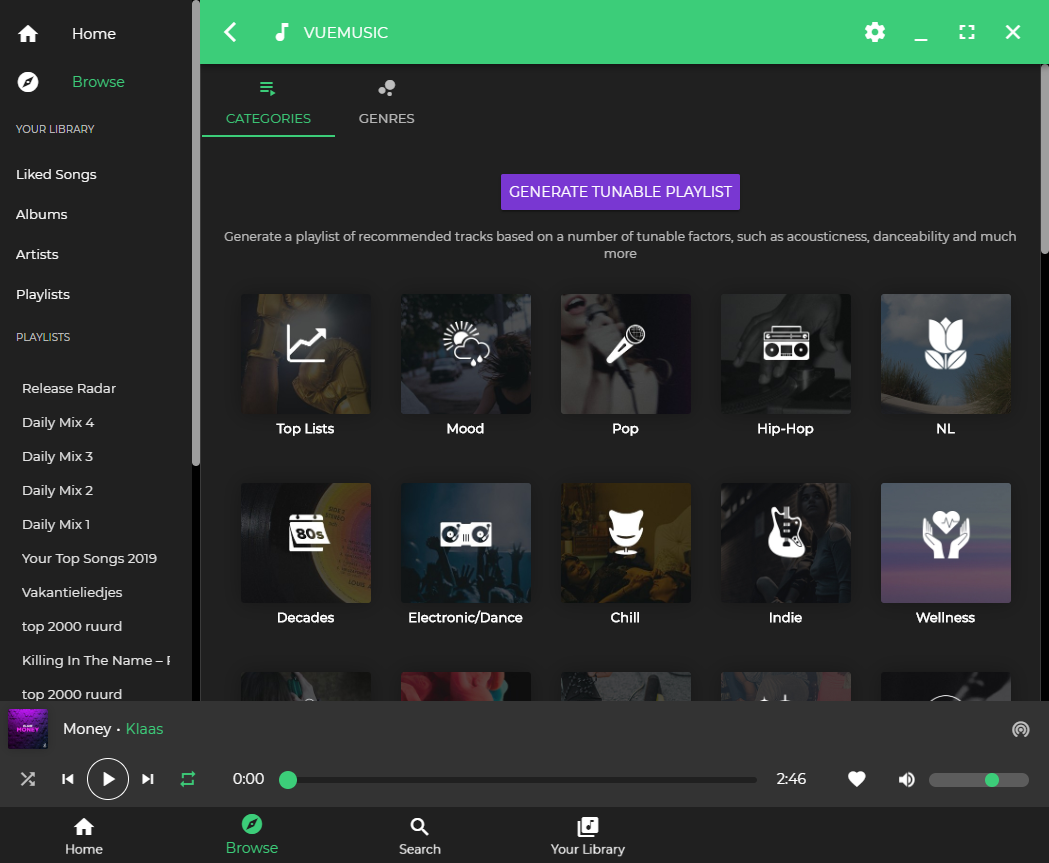 Home
Browse
YOUR LIBRARY
Liked Songs
Albums
Artists
Playlists
PLAYLISTS
Release Radar
Daily Mix 4
Daily Mix 3
Daily Mix 2
Daily Mix 1
Your Top Songs 2019
Vakantieliedjes
top 2000 ruurd
Killing In The Name –
top 2000 ruurd
VUEMUSIC
CATEGORIES
GENRES
GENERATE TUNABLE PLAYLIST
Generate a playlist of recommended tracks based on a number of tunable factors, such as acousticness, danceability and much
more
Top Lists
Mood
Pop
Hip-Hop
NL
80s
Decades
Electronic/Dance
Chill
Indie
Wellness
MONEY
Money • Klaas
0:00
2:46
Home
Browse
Search
Your Library